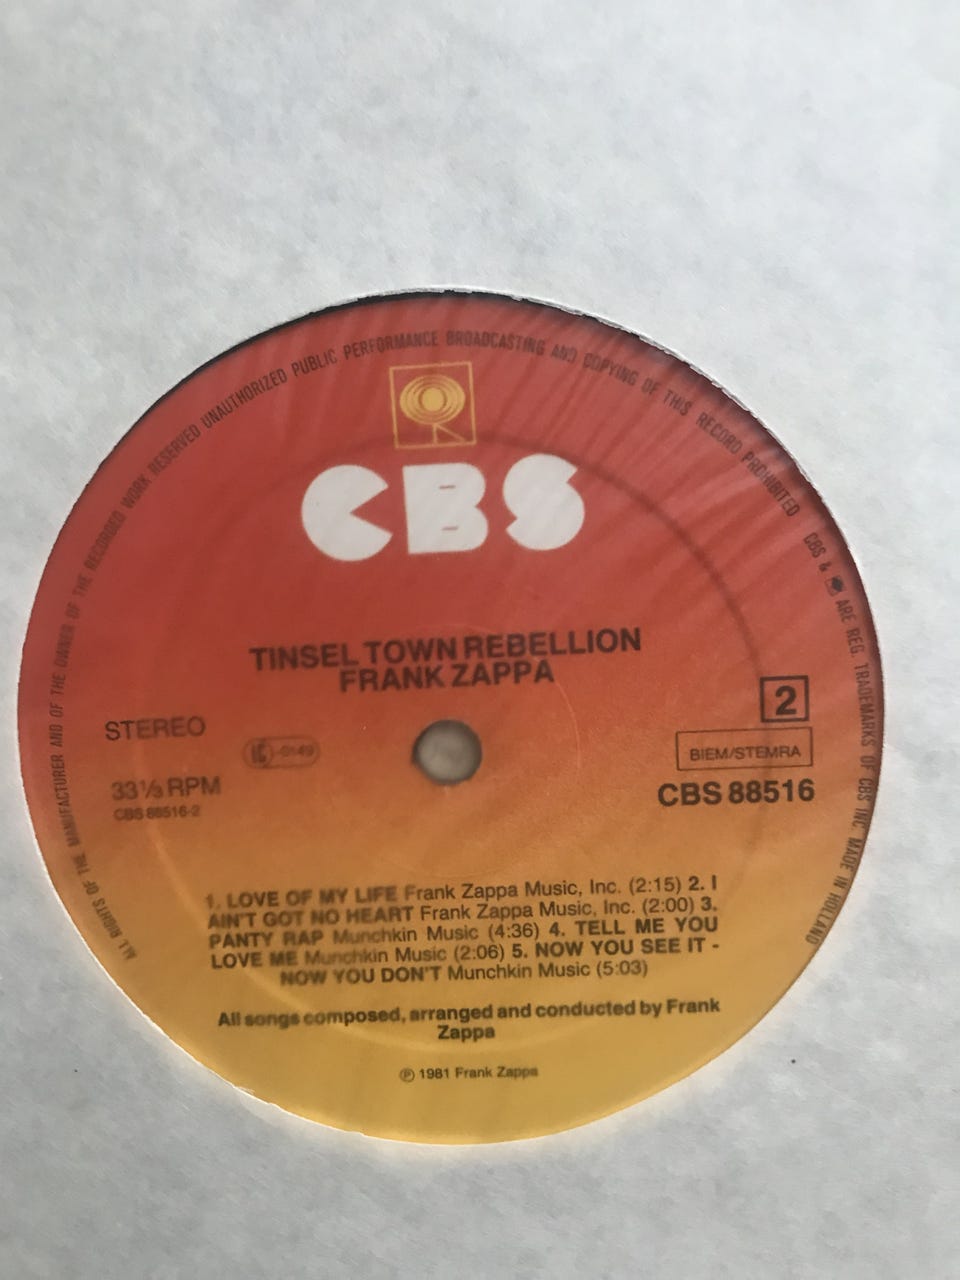 ALL RIGHTS OF THE MANUFACTURER AND OF THE OWNER OF THE RECORDED WORK RESERVED UNAUTHORIZED PUBLIC PERFORMANCE BROADCASTING AND COPYING OF THIS RECORD PROHIBITED
CBS & ARE REG. TRADEMARKS OF CBS INC. MADE IN HOLLAND
CBS
TINSEL TOWN REBELLION
FRANK ZAPPA
2
STEREO
BIEM/STEMRA
33⅓ RPM
CBS 88516
CBS 88516-2
1. LOVE OF MY LIFE Frank Zappa Music, Inc. (2:15) 2. I
AIN'T GOT NO HEART Frank Zappa Music, Inc. (2:00) 3.
PANTY RAP Munchkin Music (4:36) 4. TELL ME YOU
LOVE ME Munchkin Music (2:06) 5. NOW YOU SEE IT -
NOW YOU DON'T Munchkin Music (5:03)
All songs composed, arranged and conducted by Frank
Zappa
℗ 1981 Frank Zappa